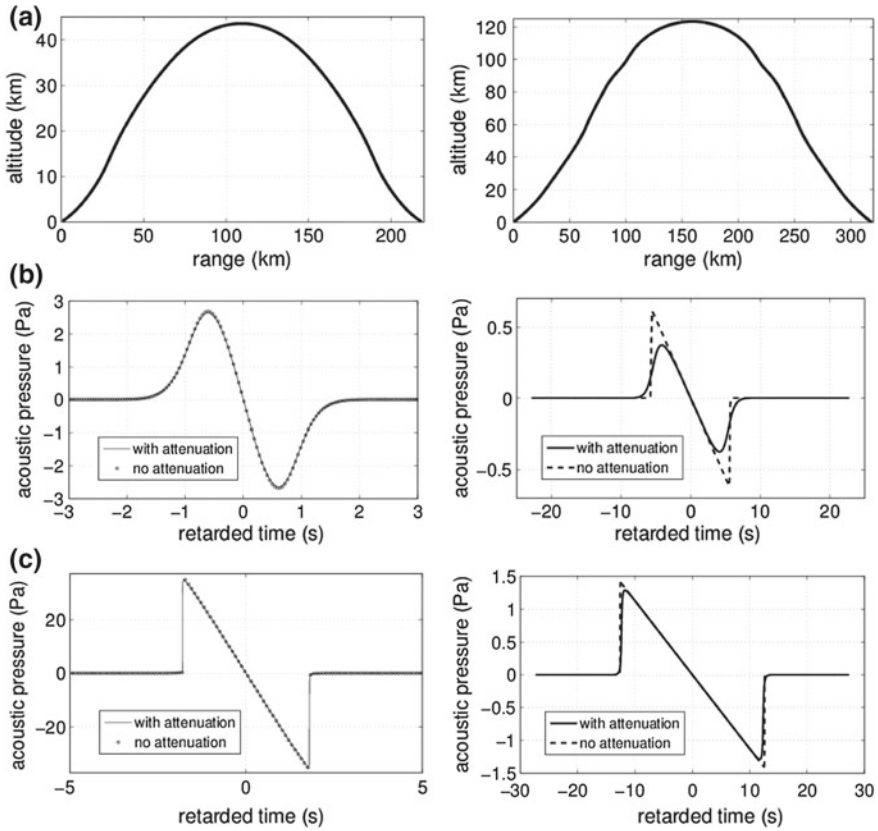 (a)
altitude (km)
40
30
20
10
0
0 50 100 150 200
range (km)
altitude (km)
120
100
80
60
40
20
0
0 50 100 150 200 250 300
range (km)
(b)
acoustic pressure (Pa)
3
2
1
0
−1
−2
−3
with attenuation
no attenuation
−3 −2 −1 0 1 2 3
retarded time (s)
acoustic pressure (Pa)
0.5
0
−0.5
with attenuation
no attenuation
−20 −10 0 10 20
retarded time (s)
(c)
acoustic pressure (Pa)
20
0
−20
with attenuation
no attenuation
−5 0 5
retarded time (s)
acoustic pressure (Pa)
1.5
1
0.5
0
−0.5
−1
−1.5
with attenuation
no attenuation
−30 −20 −10 0 10 20 30
retarded time (s)